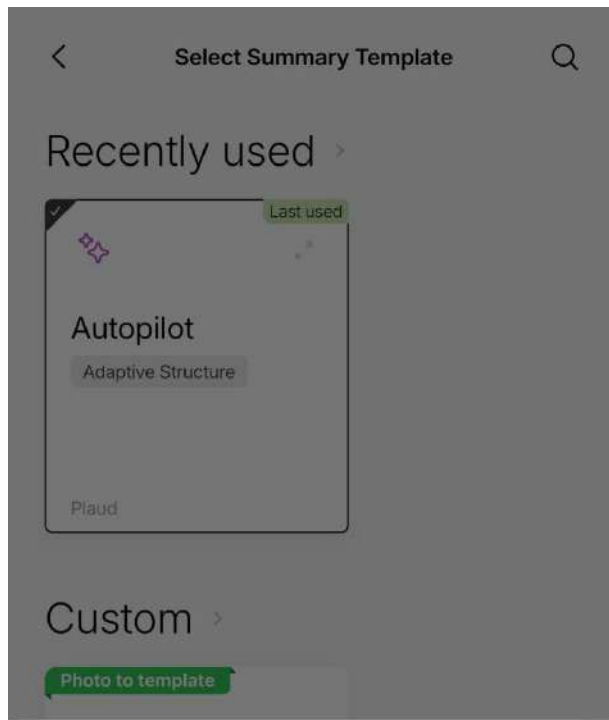 Select Summary Template
Recently used
Last used
Autopilot
Adaptive Structure
Plaud
Custom
Photo to template